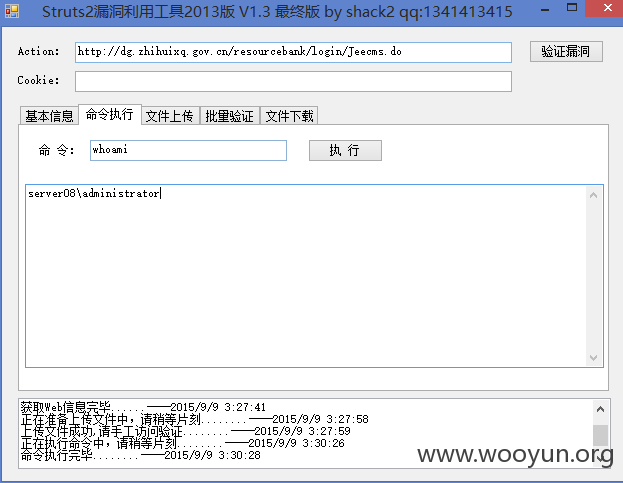 Struts2漏洞利用工具2013版 V1.3 最终版 by shack2 qq:1341413415
Action: http://dg.zhihuixq.gov.cn/resourcebank/login/Jeecms.do 验证漏洞
Cookie:
基本信息 命令执行 文件上传 批量验证 文件下载
命 令: whoami 执 行
server08\administrator
获取Web信息完毕......──2015/9/9 3:27:41
正在准备上传文件中，请稍等片刻........──2015/9/9 3:27:58
上传文件成功,请手工访问验证........──2015/9/9 3:27:59
正在执行命令中，请稍等片刻........──2015/9/9 3:30:26
命令执行完毕........──2015/9/9 3:30:28
www.wooyun.org